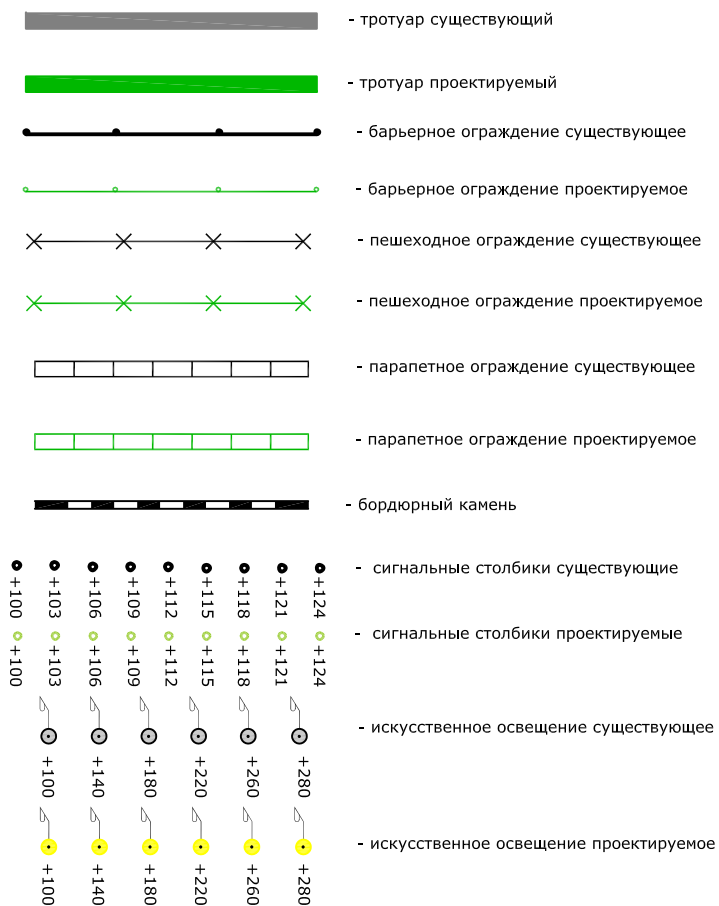 - тротуар существующий
- тротуар проектируемый
- барьерное ограждение существующее
- барьерное ограждение проектируемое
- пешеходное ограждение существующее
- пешеходное ограждение проектируемое
- парапетное ограждение существующее
- парапетное ограждение проектируемое
- бордюрный камень
- сигнальные столбики существующие
+100 +103 +106 +109 +112 +115 +118 +121 +124
- сигнальные столбики проектируемые
+100 +103 +106 +109 +112 +115 +118 +121 +124
- искусственное освещение существующее
+100 +140 +180 +220 +260 +280
- искусственное освещение проектируемое
+100 +140 +180 +220 +260 +280